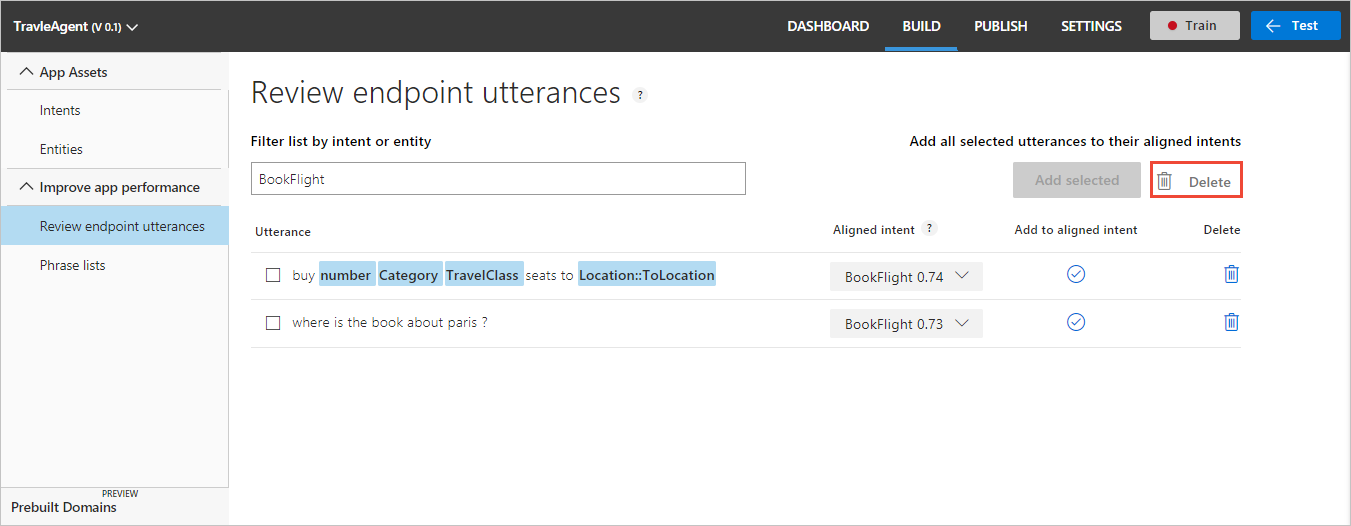 TravleAgent (V 0.1) DASHBOARD BUILD PUBLISH SETTINGS Train Test
App Assets
Intents
Entities
Improve app performance
Review endpoint utterances
Phrase lists
PREVIEW
Prebuilt Domains
Review endpoint utterances ?
Filter list by intent or entity Add all selected utterances to their aligned intents
BookFlight Add selected Delete
Utterance Aligned intent ? Add to aligned intent Delete
buy number Category TravelClass seats to Location::ToLocation BookFlight 0.74
where is the book about paris ? BookFlight 0.73